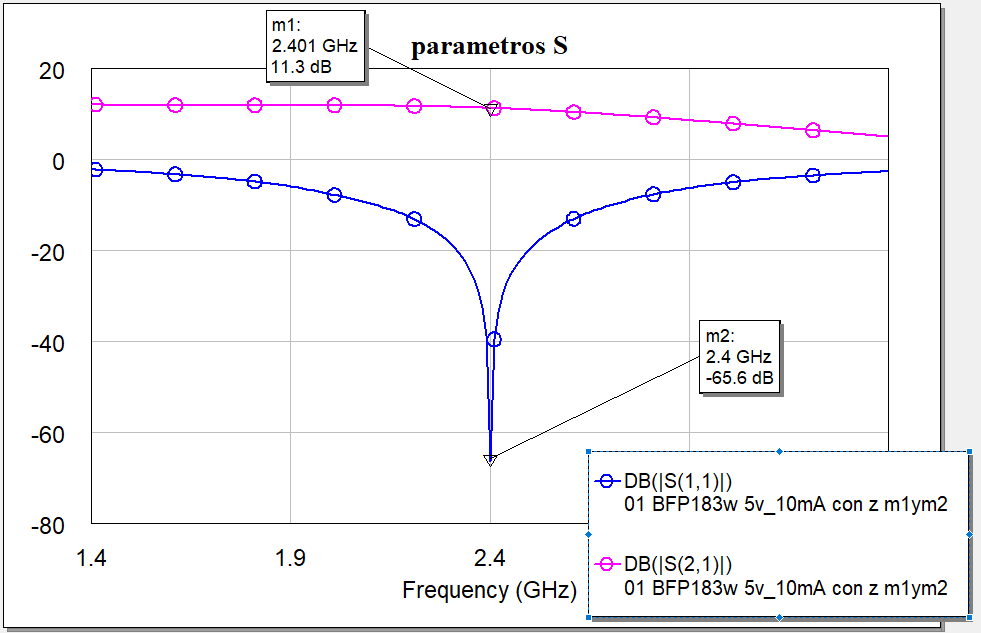 m1:
2.401 GHz
11.3 dB
parametros S
20
0
-20
-40
-60
-80
m2:
2.4 GHz
-65.6 dB
1.4
1.9
2.4
Frequency (GHz)
DB(|S(1,1)|)
01 BFP183w 5v_10mA con z m1ym2
DB(|S(2,1)|)
01 BFP183w 5v_10mA con z m1ym2